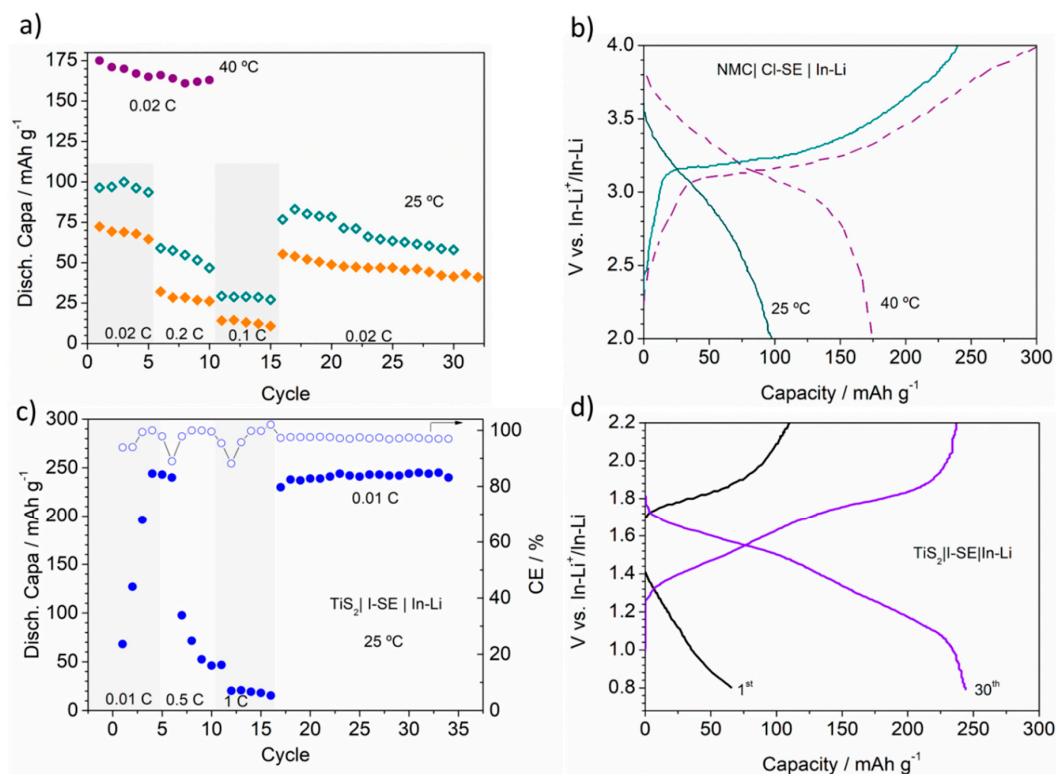 a)
175
150
125
100
75
50
25
0
Disch. Capa / mAh g⁻¹
40 ºC
0.02 C
25 ºC
0.02 C
0.2 C
0.1 C
0.02 C
0 5 10 15 20 25 30
Cycle
b)
4.0
3.5
3.0
2.5
2.0
V vs. In-Li⁺/In-Li
NMC| Cl-SE | In-Li
25 ºC
40 ºC
0 50 100 150 200 250 300
Capacity / mAh g⁻¹
c)
300
250
200
150
100
50
0
Disch. Capa / mAh g⁻¹
0.01 C
TiS₂| I-SE | In-Li
25 ºC
0.01 C
0.5 C
1 C
100
80
60
40
20
0
CE / %
0 5 10 15 20 25 30 35
Cycle
d)
2.2
2.0
1.8
1.6
1.4
1.2
1.0
0.8
V vs. In-Li⁺/In-Li
TiS₂|I-SE|In-Li
1ˢᵗ
30ᵗʰ
0 50 100 150 200 250 300
Capacity / mAh g⁻¹